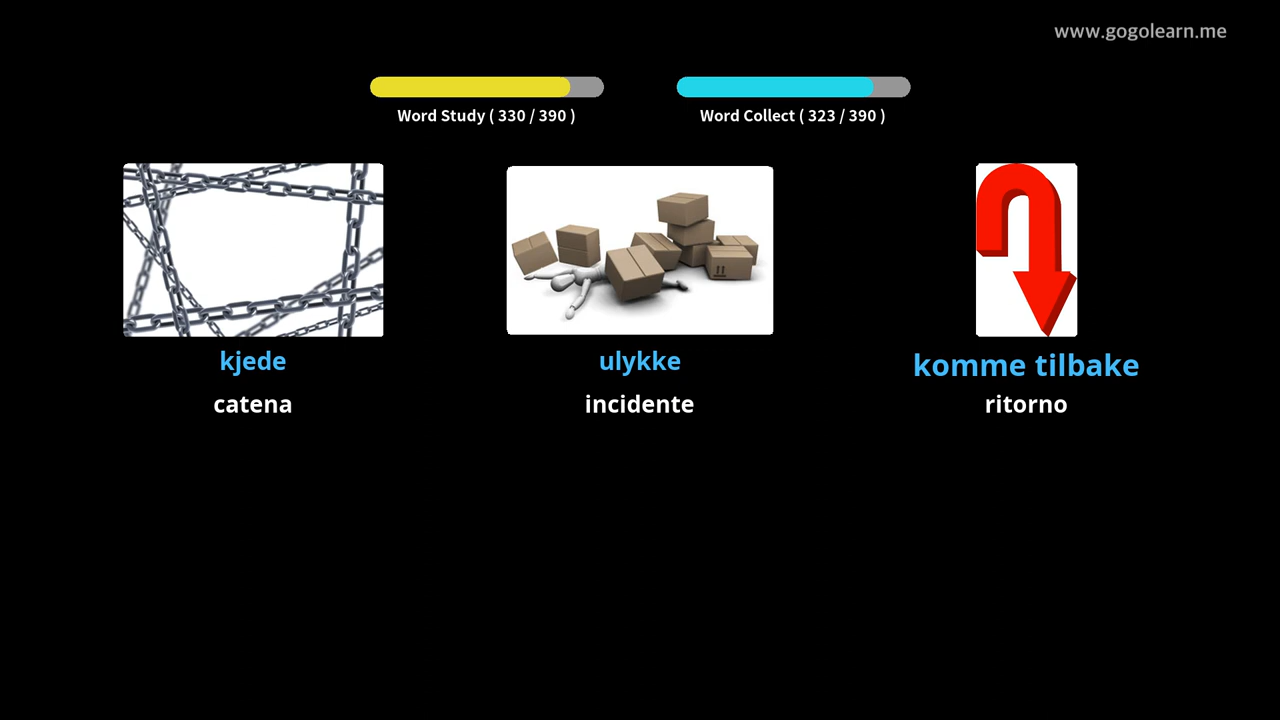 www.gogolearn.me
Word Study ( 330 / 390 )
Word Collect ( 323 / 390 )
kjede
ulykke
komme tilbake
catena
incidente
ritorno